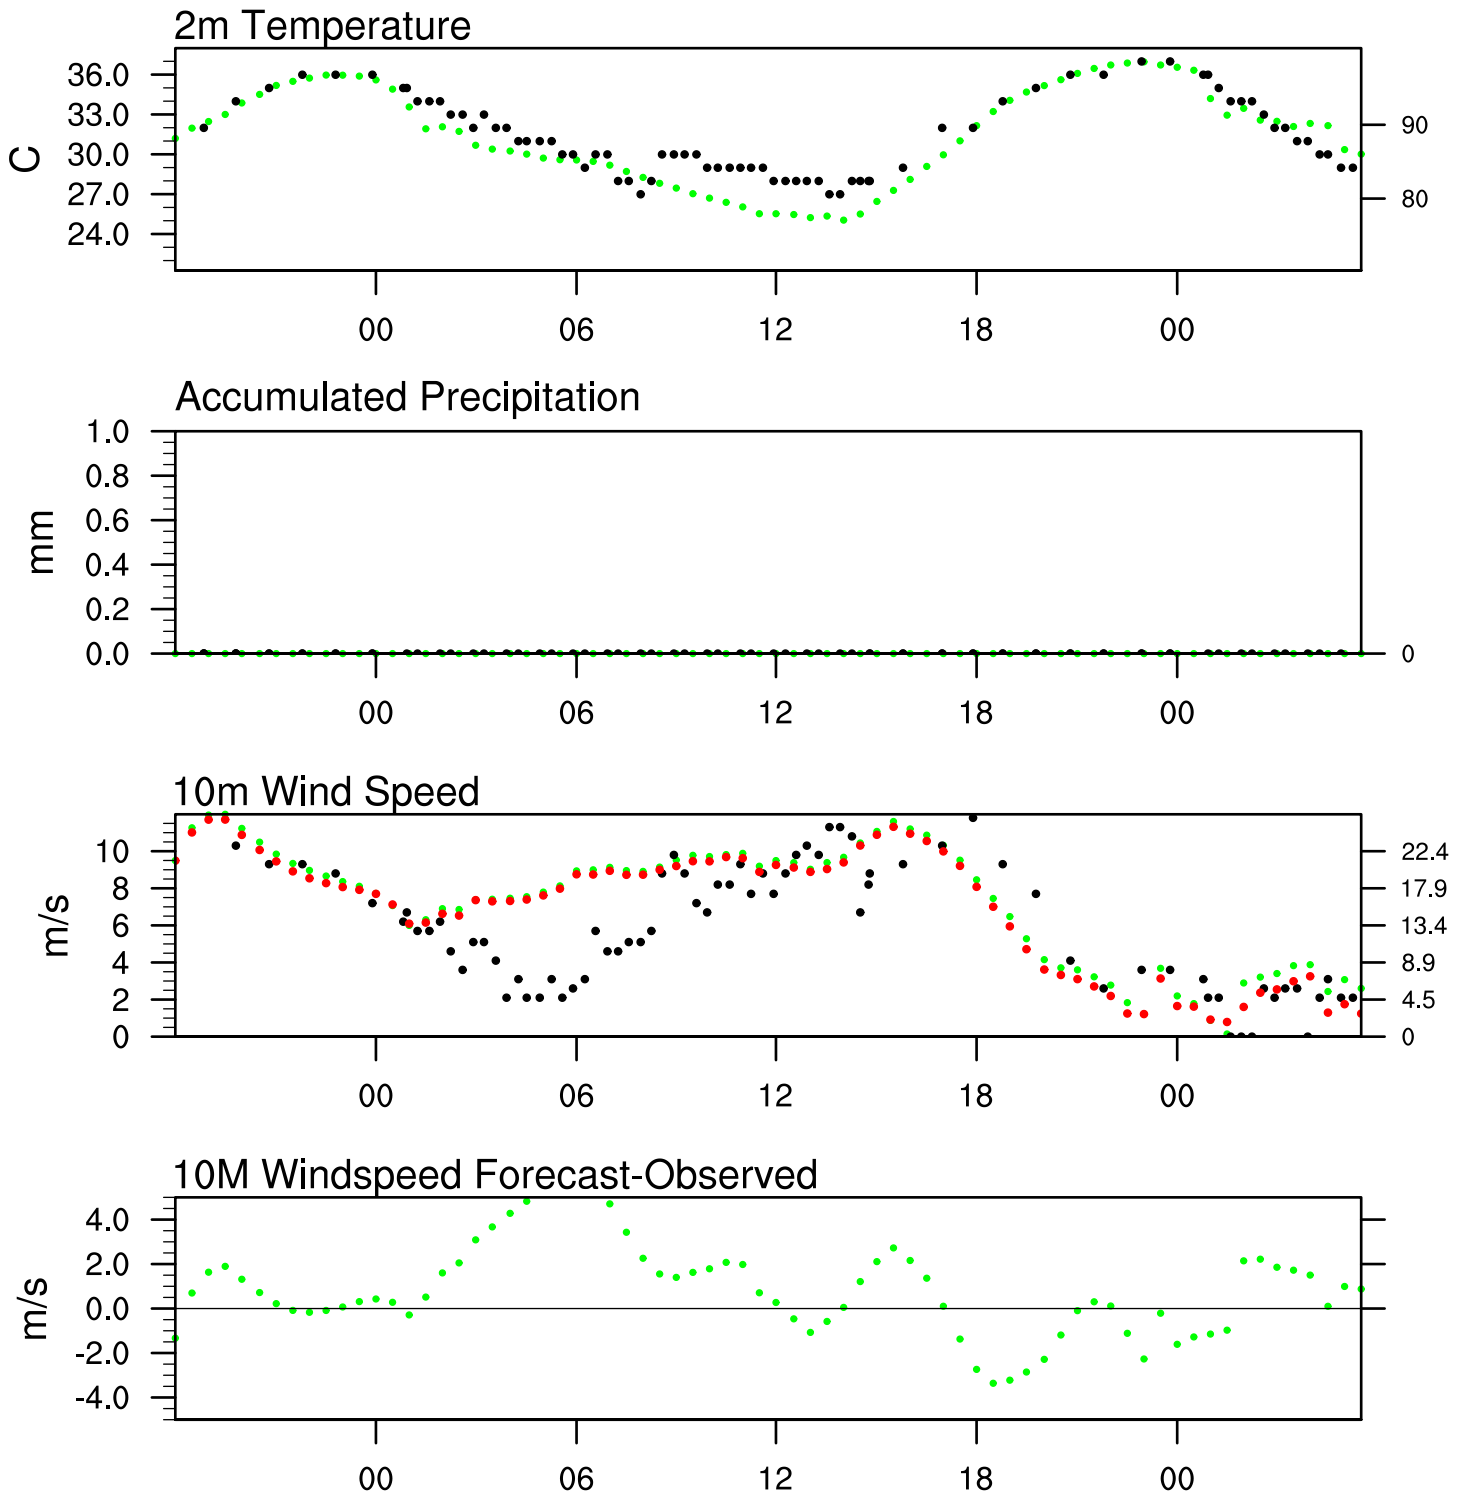 2m Temperature
36.0
33.0
30.0
27.0
24.0
C
90
80
00 06 12 18 00
Accumulated Precipitation
1.0
0.8
0.6
0.4
0.2
0.0
mm
0
00 06 12 18 00
10m Wind Speed
10
8
6
4
2
0
m/s
22.4
17.9
13.4
8.9
4.5
0
00 06 12 18 00
10M Windspeed Forecast-Observed
4.0
2.0
0.0
-2.0
-4.0
m/s
00 06 12 18 00